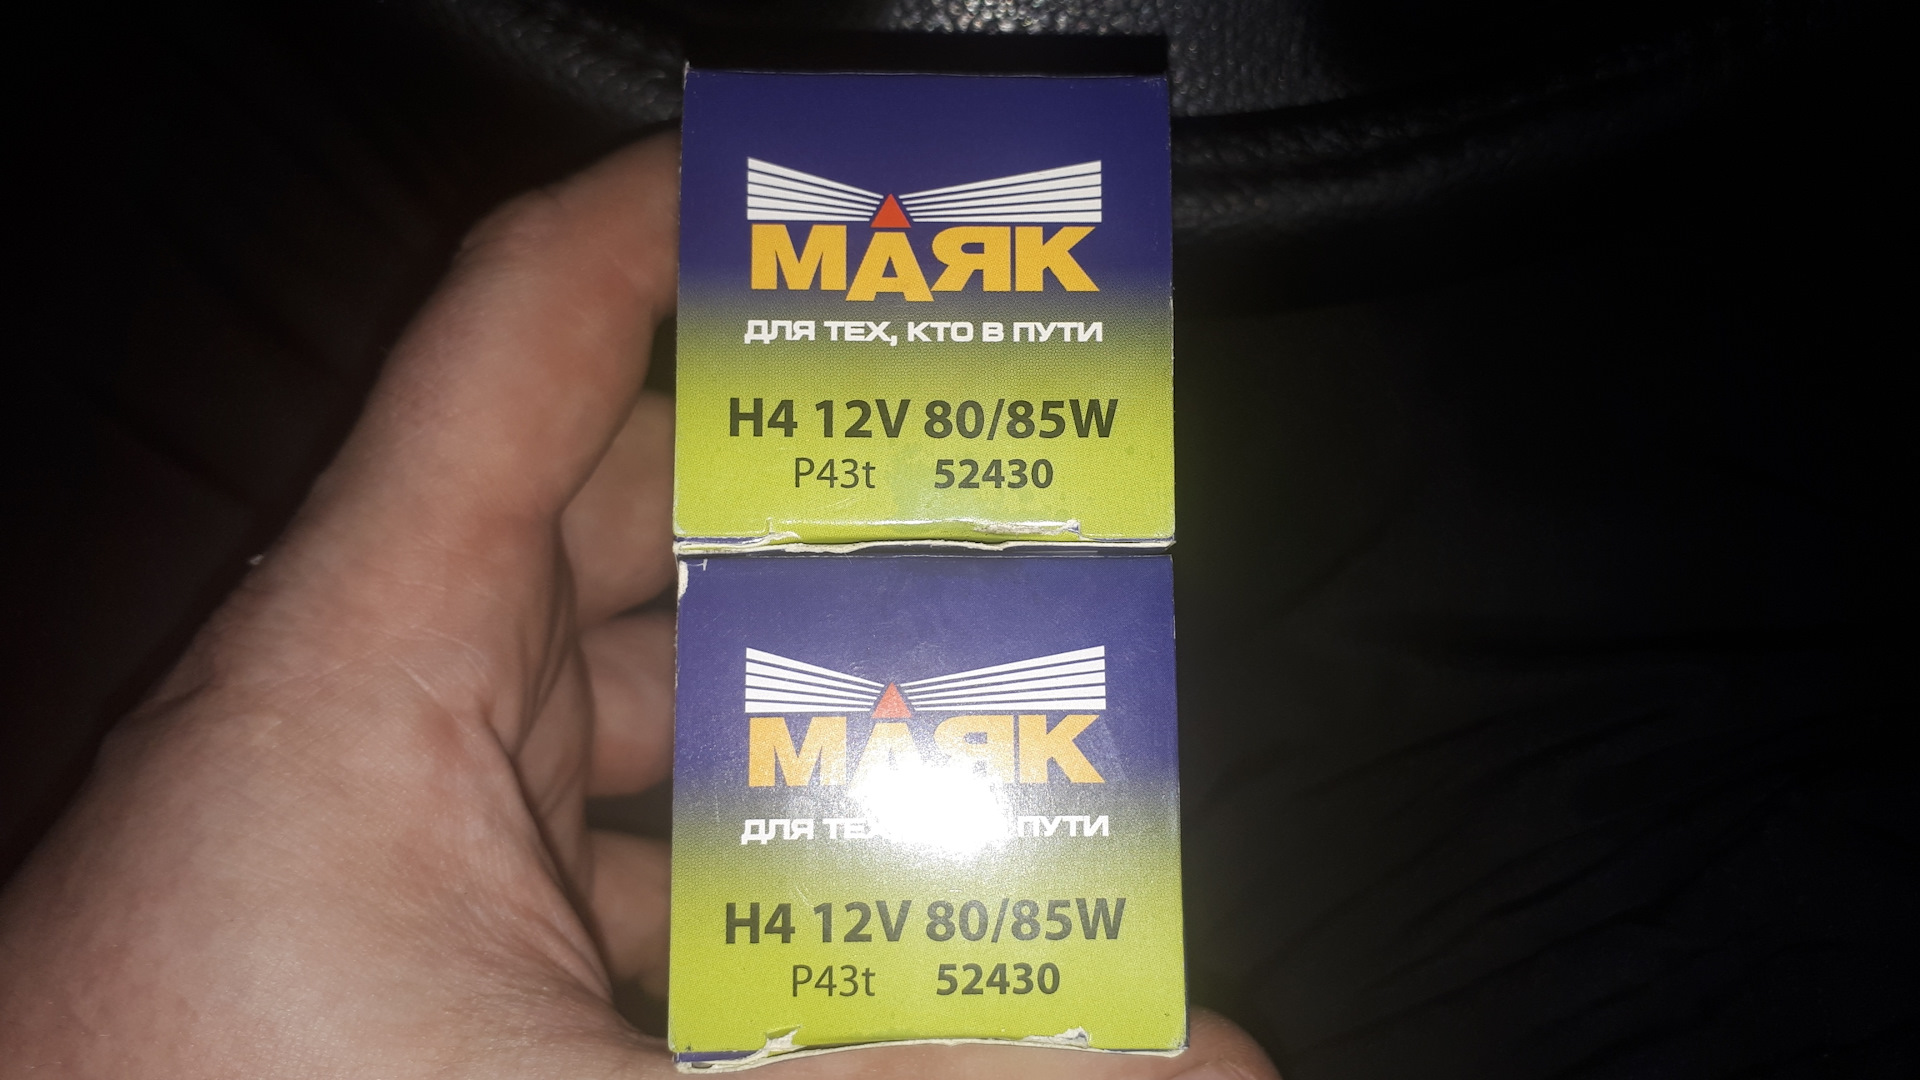 МАЯК
ДЛЯ ТЕХ, КТО В ПУТИ
H4 12V 80/85W
P43t 52430
МАЯК
ДЛЯ ТЕХ ПУТИ
H4 12V 80/85W
P43t 52430